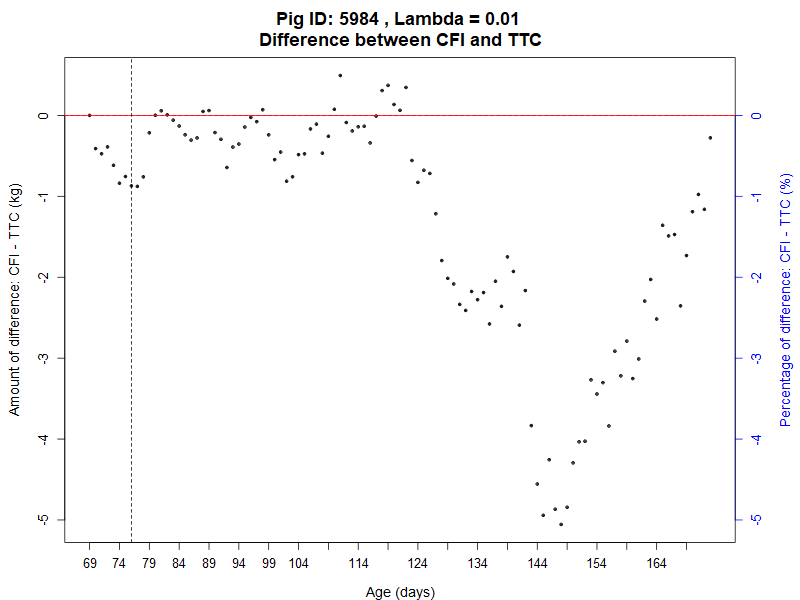 Pig ID: 5984 , Lambda = 0.01
Difference between CFI and TTC
Amount of difference: CFI - TTC (kg)
0
-1
-2
-3
-4
-5
0
-1
-2
-3
-4
-5
Percentage of difference: CFI - TTC (%)
69 74 79 84 89 94 99 104 114 124 134 144 154 164
Age (days)